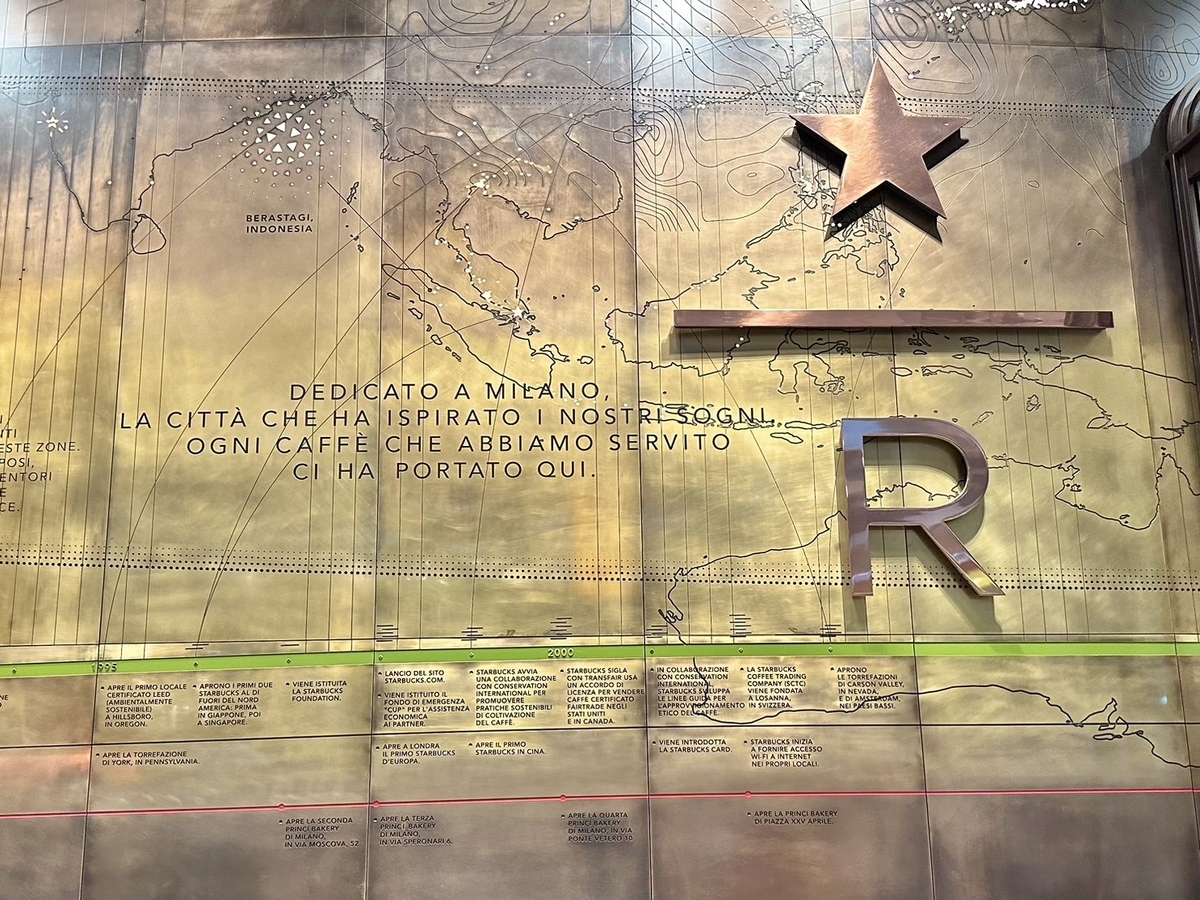 BERASTAGI,
INDONESIA
DEDICATO A MILANO,
LA CITTÀ CHE HA ISPIRATO I NOSTRI SOGNI.
OGNI CAFFÈ CHE ABBIAMO SERVITO
CI HA PORTATO QUI.
R
ESTE ZONE.
POSI,
ENTORI
E
CE.
1995
2000
APRE IL PRIMO LOCALE
CERTIFICATO LEED
(AMBIENTALMENTE
SOSTENIBILE)
A HILLSBORO,
IN OREGON.
APRONO I PRIMI DUE
STARBUCKS AL DI
FUORI DEL NORD
AMERICA: PRIMA
IN GIAPPONE, POI
A SINGAPORE.
VIENE ISTITUITA
LA STARBUCKS
FOUNDATION.
LANCIO DEL SITO
STARBUCKS.COM.
VIENE ISTITUITO IL
FONDO DI EMERGENZA
"CUP" PER L'ASSISTENZA
ECONOMICA
AI PARTNER.
STARBUCKS AVVIA
UNA COLLABORAZIONE
CON CONSERVATION
INTERNATIONAL PER
PROMUOVERE
PRATICHE SOSTENIBILI
DI COLTIVAZIONE
DEL CAFFÈ.
STARBUCKS SIGLA
CON TRANSFAIR USA
UN ACCORDO DI
LICENZA PER VENDERE
CAFFÈ CERTIFICATO
FAIRTRADE NEGLI
STATI UNITI
E IN CANADA.
IN COLLABORAZIONE
CON CONSERVATION
INTERNATIONAL,
STARBUCKS SVILUPPA
LE LINEE GUIDA PER
L'APPROVVIGIONAMENTO
ETICO DEL CAFFÈ.
LA STARBUCKS
COFFEE TRADING
COMPANY (SCTC)
VIENE FONDATA
A LOSANNA,
IN SVIZZERA.
APRONO
LE TORREFAZIONI
DI CARSON VALLEY,
IN NEVADA,
E DI AMSTERDAM,
NEI PAESI BASSI.
APRE LA TORREFAZIONE
DI YORK, IN PENNSYLVANIA.
APRE A LONDRA
IL PRIMO STARBUCKS
D'EUROPA.
APRE IL PRIMO
STARBUCKS IN CINA.
VIENE INTRODOTTA
LA STARBUCKS CARD.
STARBUCKS INIZIA
A FORNIRE ACCESSO
WI-FI A INTERNET
NEI PROPRI LOCALI.
APRE LA SECONDA
PRINCI BAKERY
DI MILANO,
IN VIA MOSCOVA, 52.
APRE LA TERZA
PRINCI BAKERY
DI MILANO,
IN VIA SPERONARI 6.
APRE LA QUARTA
PRINCI BAKERY
DI MILANO, IN VIA
PONTE VETERO 10.
APRE LA PRINCI BAKERY
DI PIAZZA XXV APRILE.